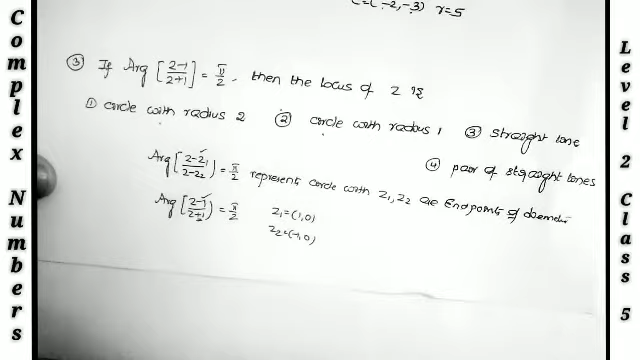 Complex Numbers
C=(-2,-3) r=5
③ If Arg [z-1/z+1] = π/2, then the locus of z is
① circle with radius 2 ② circle with radius 1 ③ straight line
④ pair of straight lines
Arg(z-z1/z-z2) = π/2 represents circle with z1, z2 are Endpoints of diameter
Arg(z-1/z+1) = π/2 z1=(1,0)
z2=(-1,0)
Level 2 Class 5